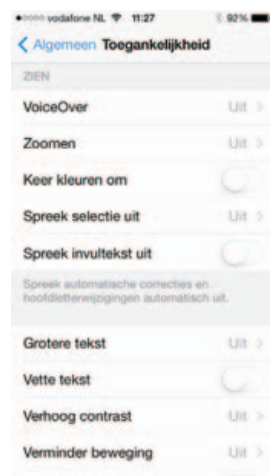 vodafone NL 11:27 92%
Algemeen Toegankelijkheid
ZIEN
VoiceOver Uit
Zoomen Uit
Keer kleuren om
Spreek selectie uit Uit
Spreek invultekst uit
Spreek automatische correcties en
hoofdletterwijzigingen automatisch uit.
Grotere tekst Uit
Vette tekst
Verhoog contrast Uit
Verminder beweging Uit